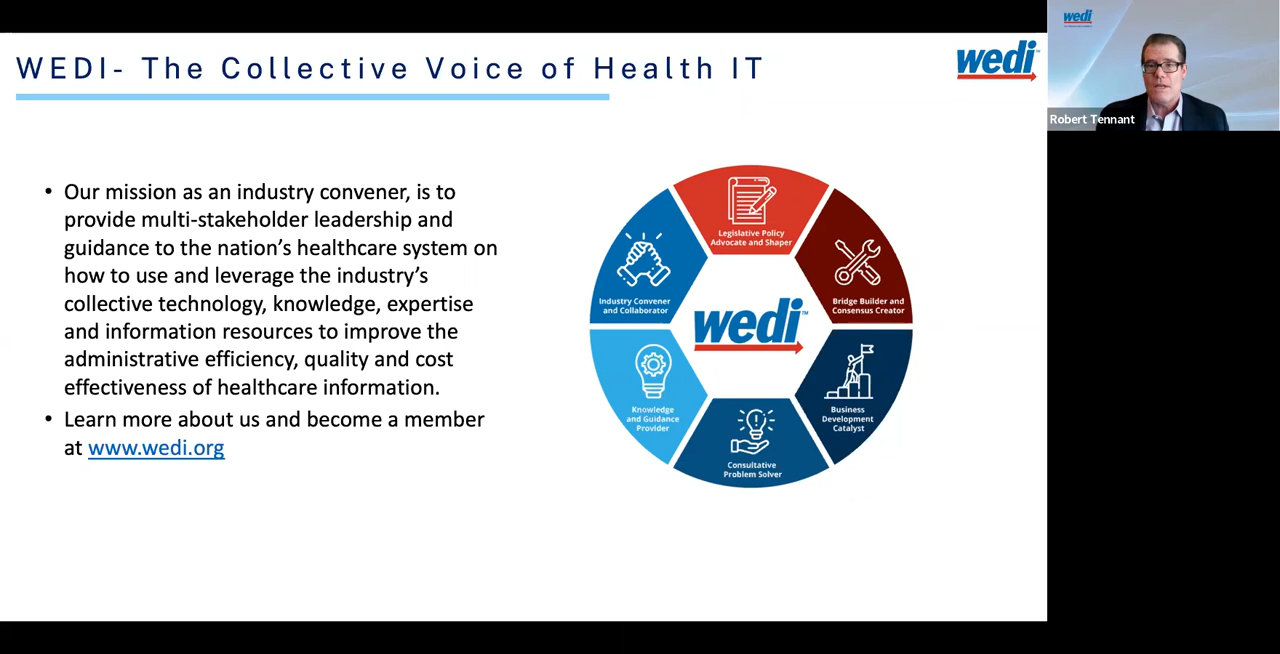 WEDI- The Collective Voice of Health IT
wedi™
wedi
Robert Tennant
• Our mission as an industry convener, is to
provide multi-stakeholder leadership and
guidance to the nation’s healthcare system on
how to use and leverage the industry’s
collective technology, knowledge, expertise
and information resources to improve the
administrative efficiency, quality and cost
effectiveness of healthcare information.
• Learn more about us and become a member
at www.wedi.org
Legislative Policy
Advocate and Shaper
Bridge Builder and
Consensus Creator
Business
Development
Catalyst
Consultative
Problem Solver
Knowledge
and Guidance
Provider
Industry Convener
and Collaborator
wedi™